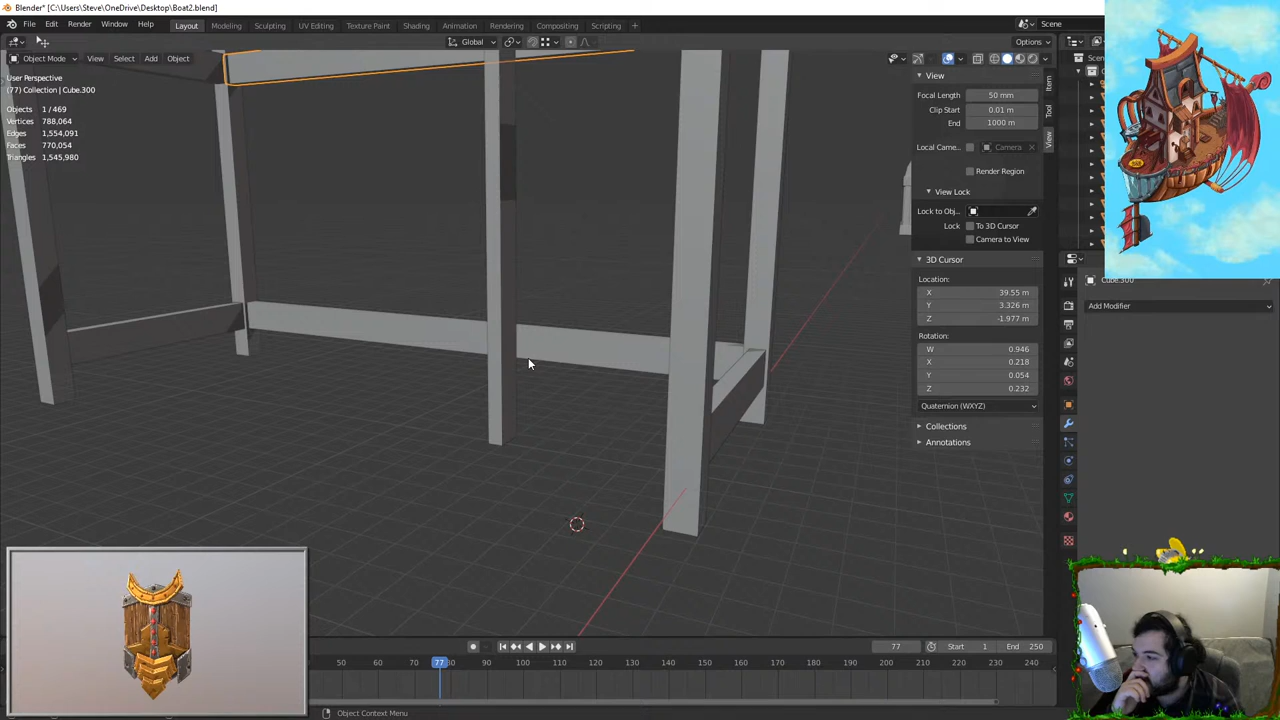 Blender* [C:\Users\Steve\OneDrive\Desktop\Boat2.blend]
File Edit Render Window Help Layout Modeling Sculpting UV Editing Texture Paint Shading Animation Rendering Compositing Scripting Scene
Global Options
Object Mode View Select Add Object
User Perspective
(77) Collection | Cube.300
Objects 1 / 469
Vertices 788,064
Edges 1,554,091
Faces 770,054
Triangles 1,545,980
View
Focal Length 50 mm
Clip Start 0.01 m
End 1000 m
Local Came... Camera
Render Region
View Lock
Lock to Obj...
Lock To 3D Cursor
Camera to View
3D Cursor
Location:
X 39.55 m
Y 3.326 m
Z -1.977 m
Rotation:
W 0.946
X 0.218
Y 0.054
Z 0.232
Quaternion (WXYZ)
Collections
Annotations
Item
Tool
View
Scen
Cube.300
Add Modifier
77 Start 1 End 250
50 60 70 77 80 90 100 110 120 130 140 150 160 170 180 190 200 210 220 230 240
Object Context Menu